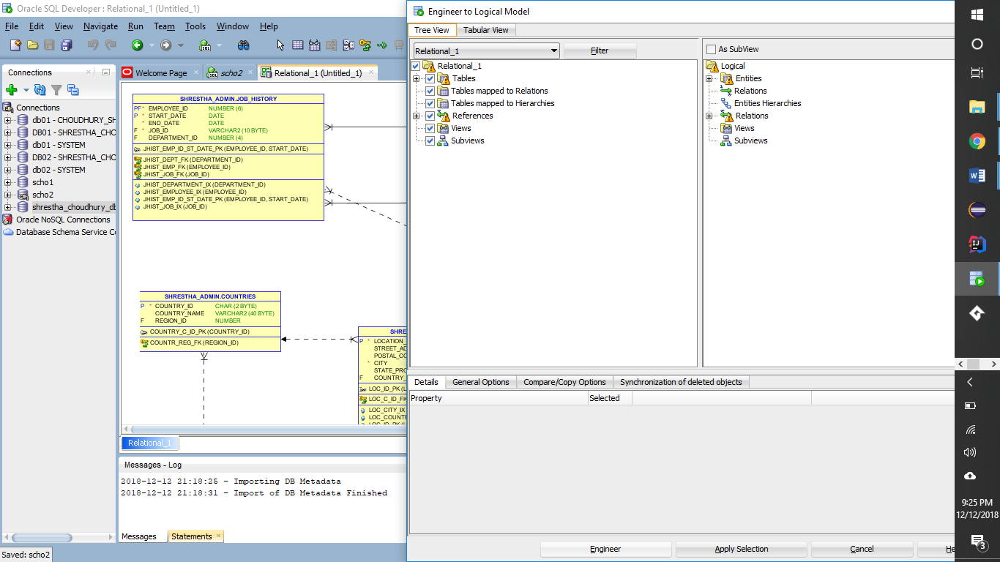 Oracle SQL Developer : Relational_1 (Untitled_1)
File Edit View Navigate Run Team Tools Window Help
Connections
Connections
db01 - CHOUDHURY_SH
DB01 - SHRESTHA_CHO
db01 - SYSTEM
DB02 - SHRESTHA_CHO
db02 - SYSTEM
scho1
scho2
shrestha_choudhury_db
Oracle NoSQL Connections
Database Schema Service Co
Saved: scho2
Welcome Page scho2 Relational_1 (Untitled_1)
SHRESTHA_ADMIN.JOB_HISTORY
PF* EMPLOYEE_ID NUMBER (6)
P * START_DATE DATE
* END_DATE DATE
F * JOB_ID VARCHAR2 (10 BYTE)
F DEPARTMENT_ID NUMBER (4)
JHIST_EMP_ID_ST_DATE_PK (EMPLOYEE_ID, START_DATE)
JHIST_DEPT_FK (DEPARTMENT_ID)
JHIST_EMP_FK (EMPLOYEE_ID)
JHIST_JOB_FK (JOB_ID)
JHIST_DEPARTMENT_IX (DEPARTMENT_ID)
JHIST_EMPLOYEE_IX (EMPLOYEE_ID)
JHIST_EMP_ID_ST_DATE_PK (EMPLOYEE_ID, START_DATE)
JHIST_JOB_IX (JOB_ID)
SHRESTHA_ADMIN.COUNTRIES
P * COUNTRY_ID CHAR (2 BYTE)
COUNTRY_NAME VARCHAR2 (40 BYTE)
F REGION_ID NUMBER
COUNTRY_C_ID_PK (COUNTRY_ID)
COUNTR_REG_FK (REGION_ID)
SHRE
P * LOCATION_
STREET_AD
POSTAL_CO
* CITY
STATE_PRO
F COUNTRY_
LOC_ID_PK (L
LOC_C_ID_FK
LOC_CITY_IX
LOC_COUNT
LOC_ID_PK (L
Relational_1
Messages - Log
2018-12-12 21:18:25 - Importing DB Metadata
2018-12-12 21:18:31 - Import of DB Metadata Finished
Messages Statements
Engineer to Logical Model
Tree View Tabular View
Relational_1 Filter
Relational_1
Tables
Tables mapped to Relations
Tables mapped to Hierarchies
References
Views
Subviews
As SubView
Logical
Entities
Relations
Entities Hierarchies
Relations
Views
Subviews
Details General Options Compare/Copy Options Synchronization of deleted objects
Property Selected
Engineer Apply Selection Cancel He
9:25 PM
12/12/2018
3